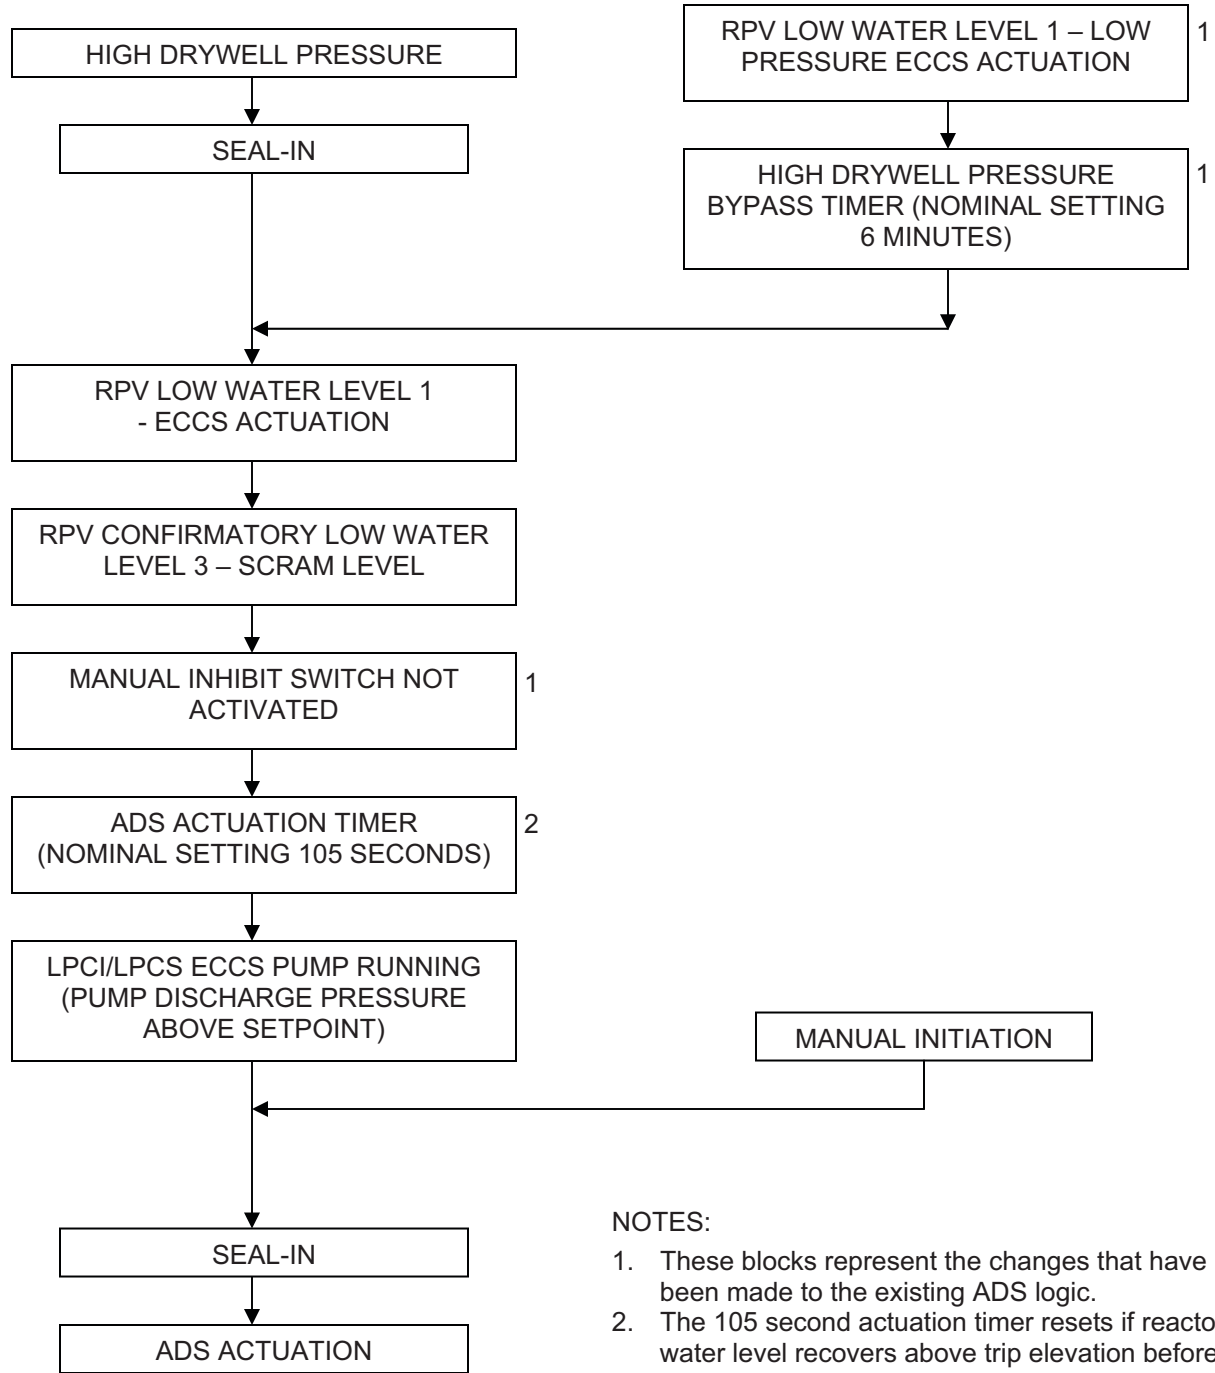 HIGH DRYWELL PRESSURE
SEAL-IN
RPV LOW WATER LEVEL 1 – LOW
PRESSURE ECCS ACTUATION
1
HIGH DRYWELL PRESSURE
BYPASS TIMER (NOMINAL SETTING
6 MINUTES)
1
RPV LOW WATER LEVEL 1
- ECCS ACTUATION
RPV CONFIRMATORY LOW WATER
LEVEL 3 – SCRAM LEVEL
MANUAL INHIBIT SWITCH NOT
ACTIVATED
1
ADS ACTUATION TIMER
(NOMINAL SETTING 105 SECONDS)
2
LPCI/LPCS ECCS PUMP RUNNING
(PUMP DISCHARGE PRESSURE
ABOVE SETPOINT)
MANUAL INITIATION
SEAL-IN
ADS ACTUATION
NOTES:
1. These blocks represent the changes that have
been made to the existing ADS logic.
2. The 105 second actuation timer resets if reacto
water level recovers above trip elevation before